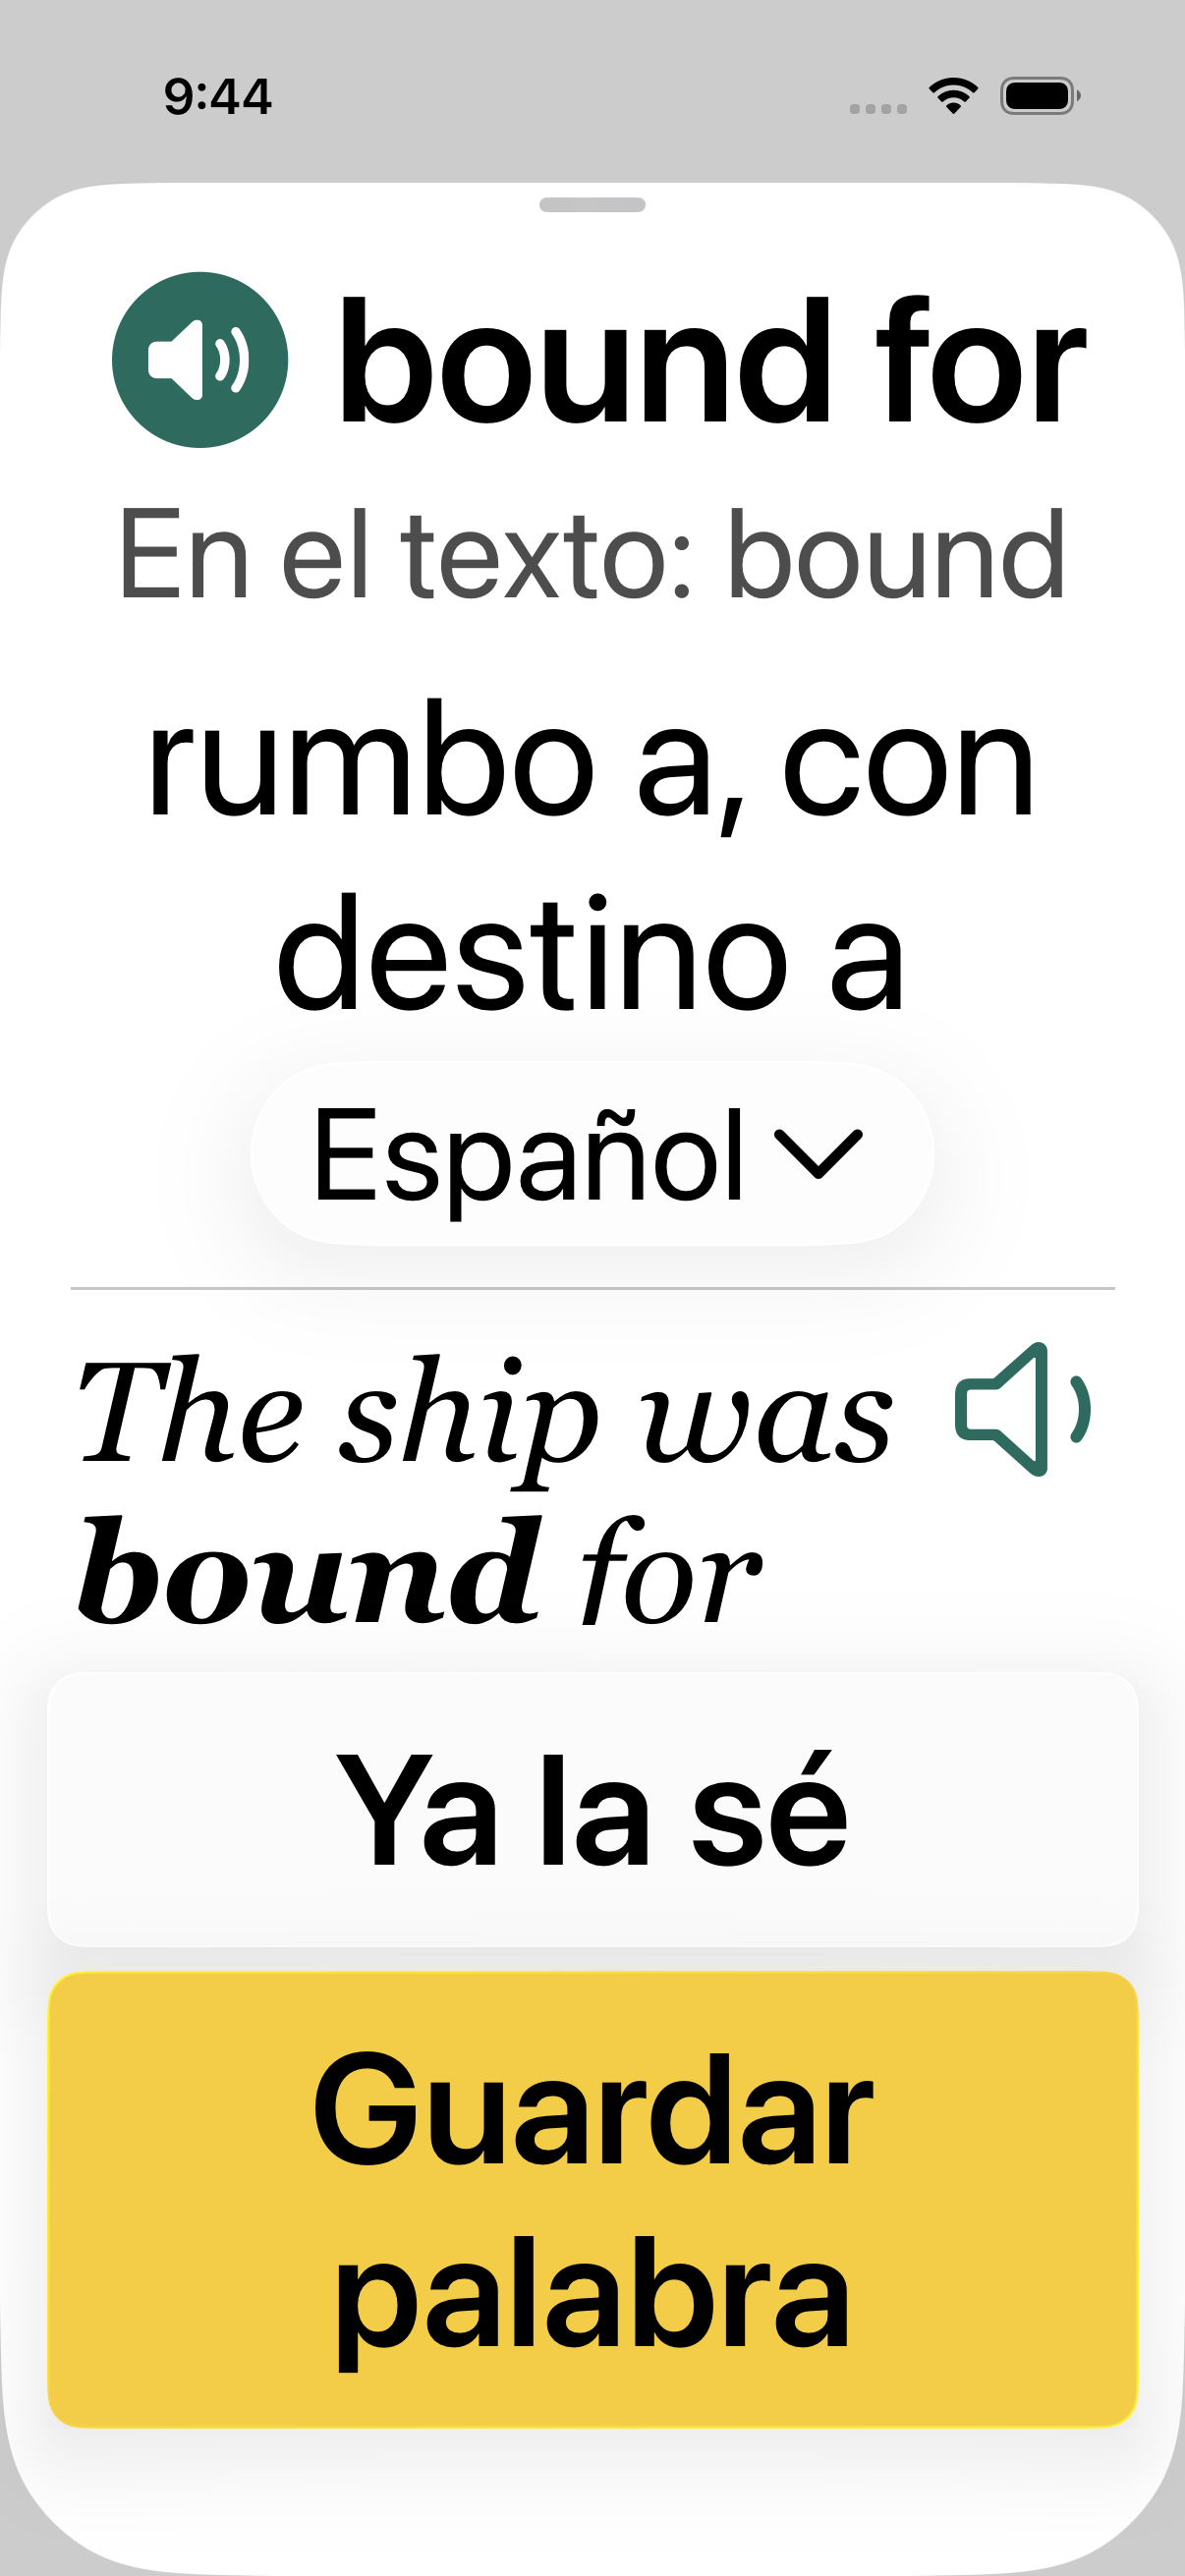 9:44
bound for
En el texto: bound
rumbo a, con
destino a
Español
The ship was
bound for
Ya la sé
Guardar
palabra